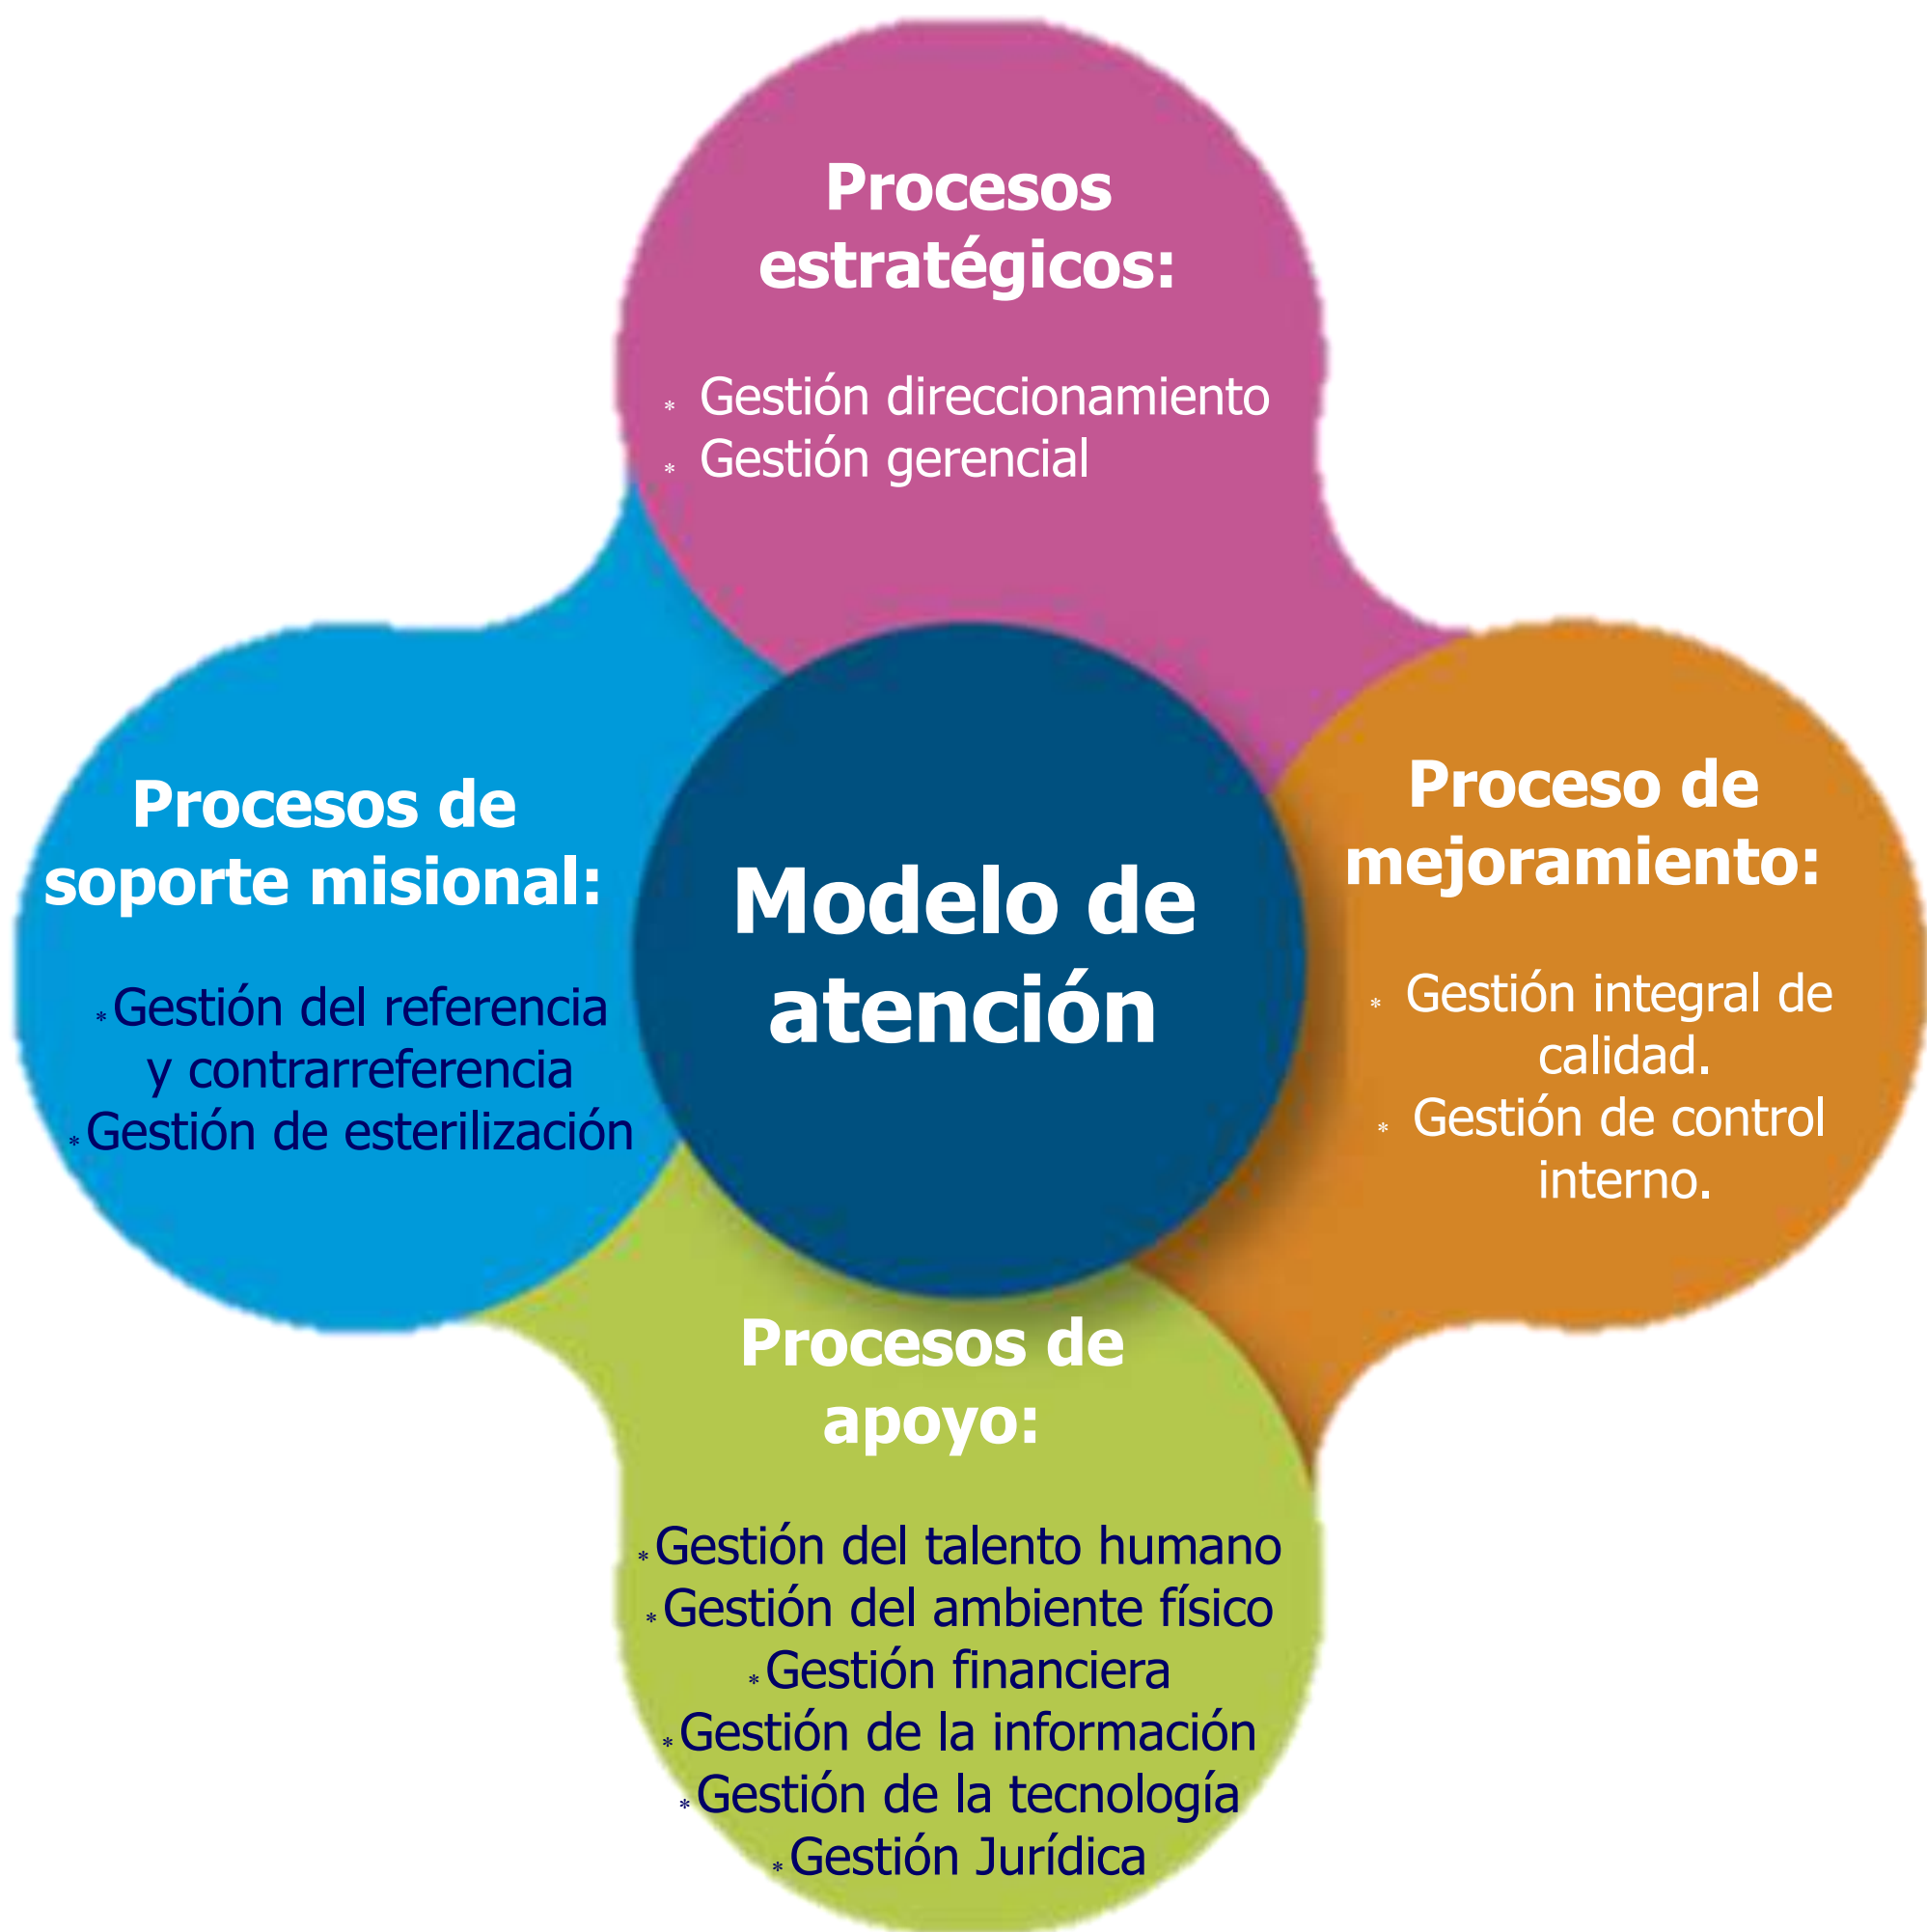 Procesos
estratégicos:
* Gestión direccionamiento
* Gestión gerencial
Procesos de
soporte misional:
*Gestión del referencia
y contrarreferencia
*Gestión de esterilización
Modelo de
atención
Proceso de
mejoramiento:
* Gestión integral de
calidad.
* Gestión de control
interno.
Procesos de
apoyo:
*Gestión del talento humano
*Gestión del ambiente físico
*Gestión financiera
*Gestión de la información
*Gestión de la tecnología
*Gestión Jurídica